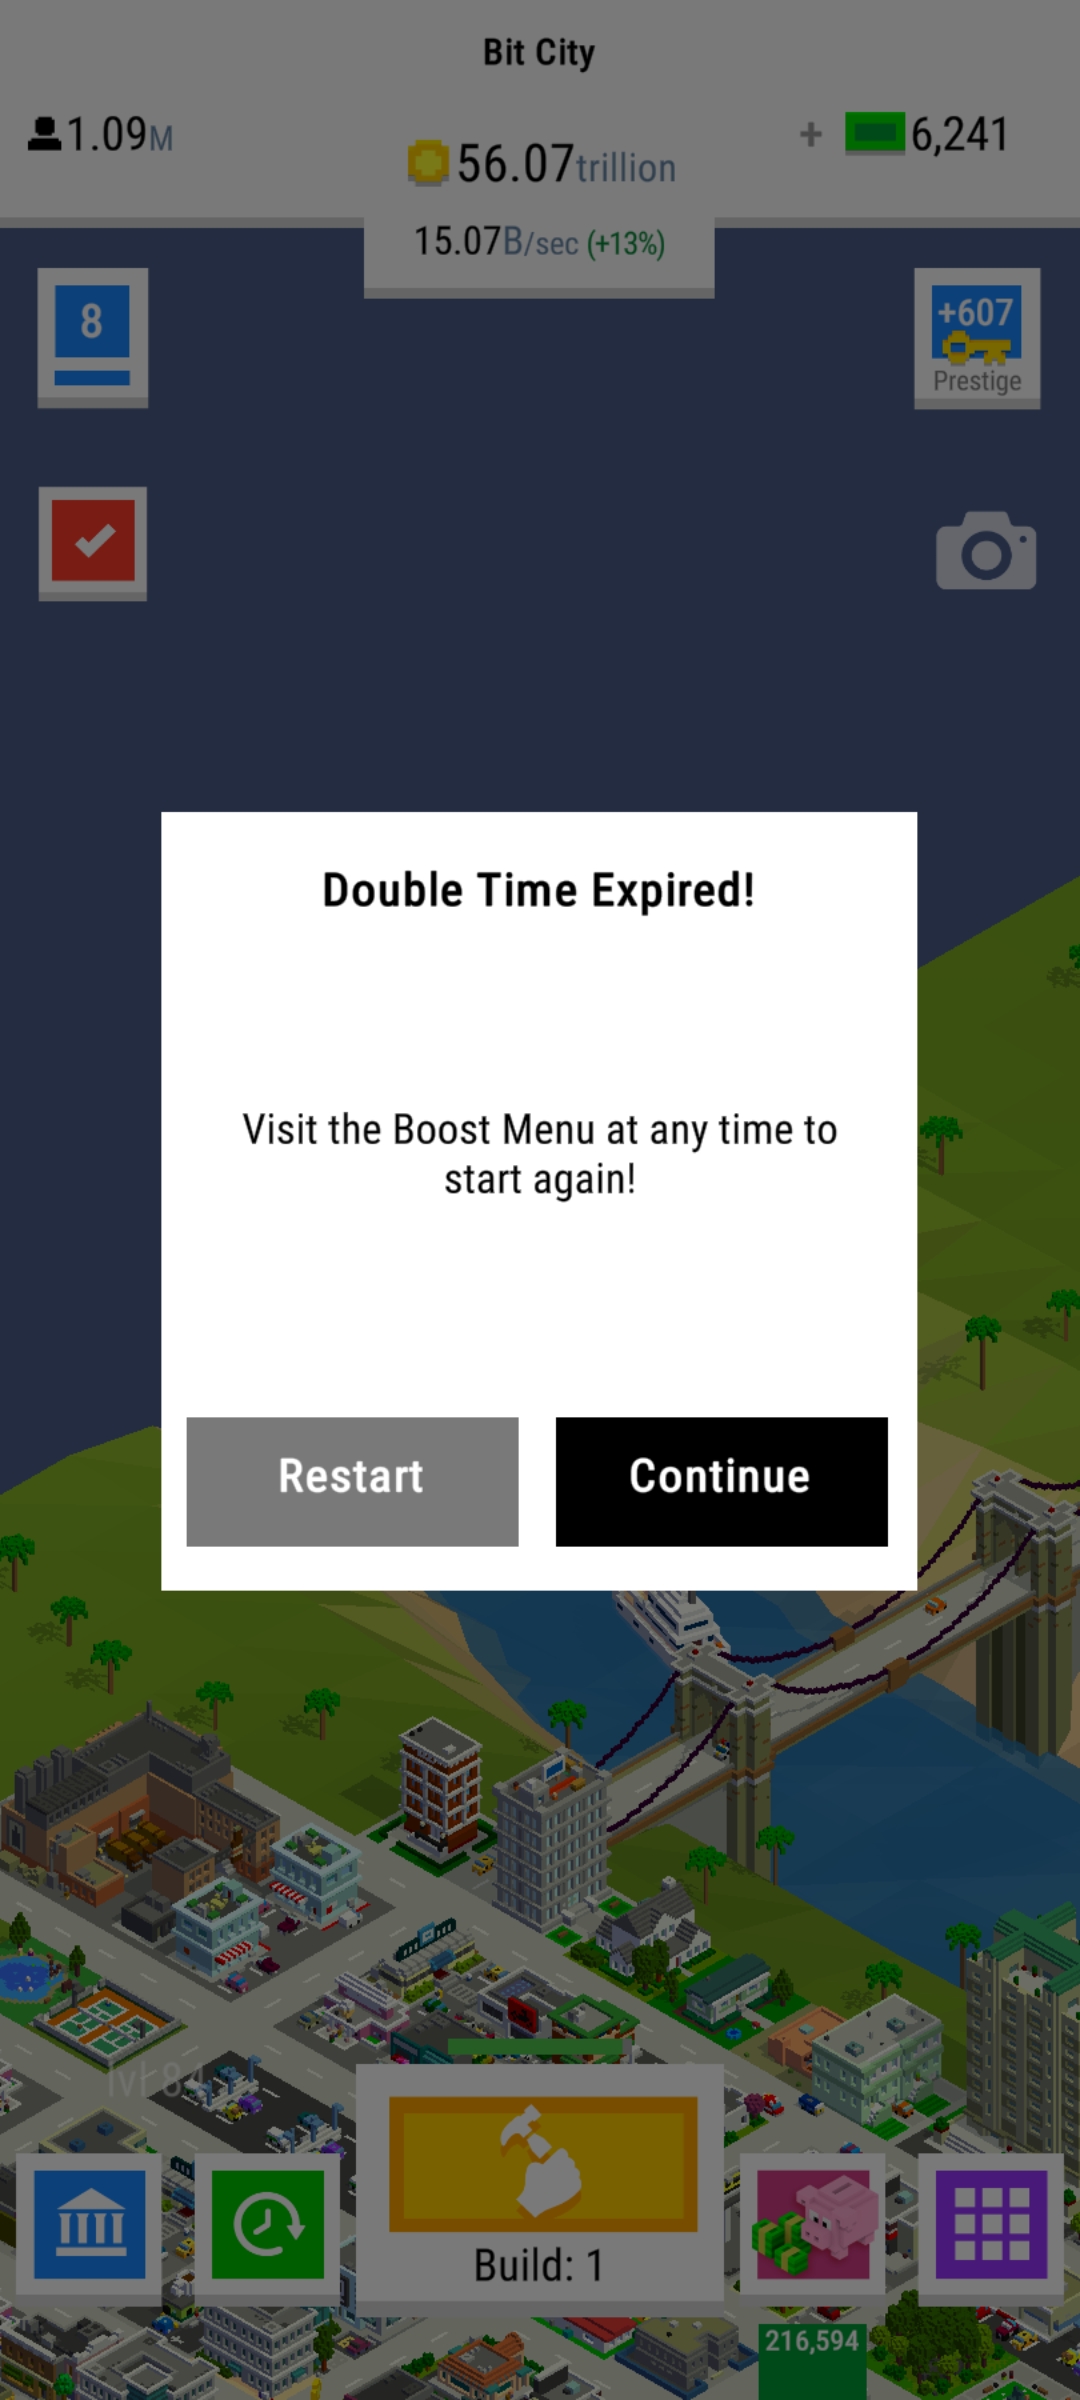 Bit City
1.09M
56.07trillion
+ 6,241
15.07B/sec (+13%)
8
+607
Prestige
Double Time Expired!
Visit the Boost Menu at any time to
start again!
Restart
Continue
Build: 1
216,594